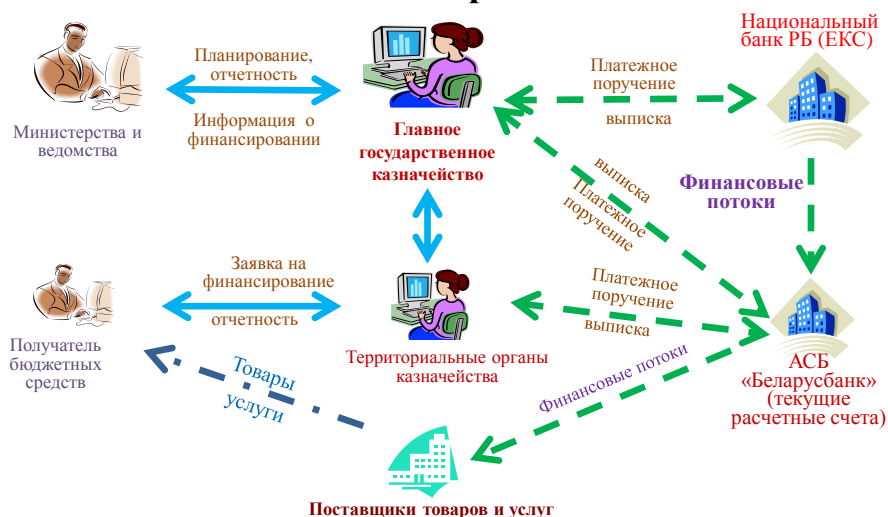 Национальный
банк РБ (ЕКС)
Планирование,
отчетность
Информация о
финансировании
Платежное
поручение
выписка
Министерства и
ведомства
Главное
государственное
казначейство
выписка
Платежное
поручение
Финансовые
потоки
Заявка на
финансирование
отчетность
Платежное
поручение
выписка
Получатель
бюджетных
средств
Территориальные органы
казначейства
АСБ
«Беларусбанк»
(текущие
расчетные счета)
Товары
услуги
Финансовые потоки
Поставщики товаров и услуг